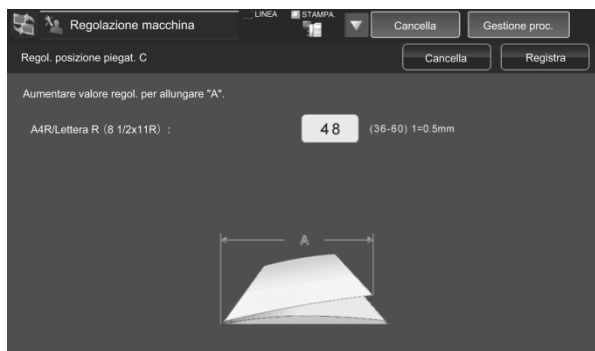 Regolazione macchina
LINEA
STAMPA.
Cancella
Gestione proc.
Regol. posizione piegat. C
Cancella
Registra
Aumentare valore regol. per allungare "A".
A4R/Lettera R (8 1/2x11R) :
48
(36-60) 1=0.5mm
A